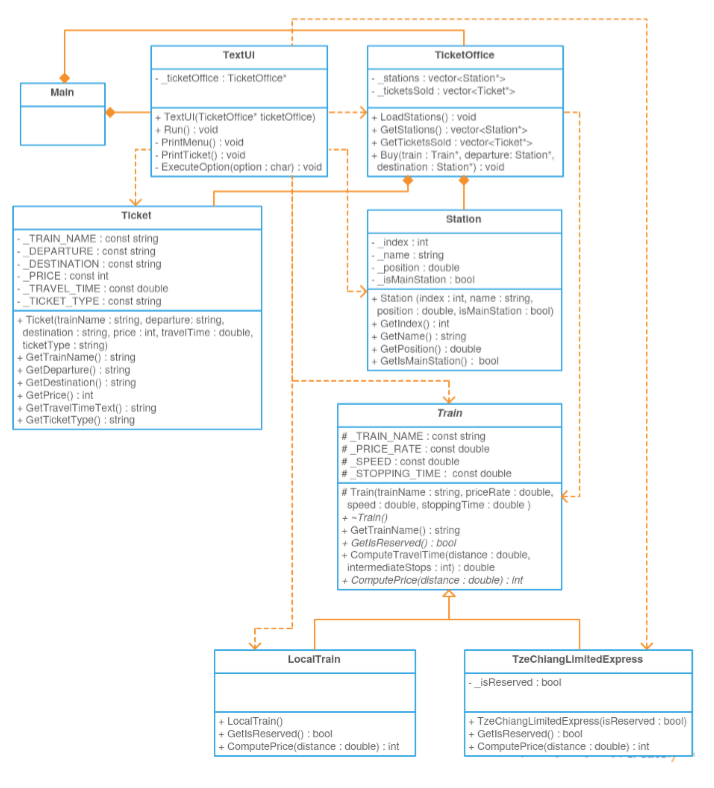 TextUI
- _ticketOffice : TicketOffice*
+ TextUI(TicketOffice* ticketOffice)
+ Run() : void
- PrintMenu() : void
- PrintTicket() : void
- ExecuteOption(option : char) : void
TicketOffice
- _stations : vector<Station*>
- _ticketsSold : vector<Ticket*>
+ LoadStations() : void
+ GetStations() : vector<Station*>
+ GetTicketsSold : vector<Ticket*>
+ Buy(train : Train*, departure: Station*,
destination : Station*) : void
Main
Ticket
- _TRAIN_NAME : const string
- _DEPARTURE : const string
- _DESTINATION : const string
- _PRICE : const int
- _TRAVEL_TIME : const double
- _TICKET_TYPE : const string
+ Ticket(trainName : string, departure: string,
destination : string, price : int, travelTime : double,
ticketType : string)
+ GetTrainName() : string
+ GetDeparture() : string
+ GetDestination() : string
+ GetPrice() : int
+ GetTravelTimeText() : string
+ GetTicketType() : string
Station
- _index : int
- _name : string
- _position : double
- _isMainStation : bool
+ Station (index : int, name : string,
position : double, isMainStation : bool)
+ GetIndex() : int
+ GetName() : string
+ GetPosition() : double
+ GetIsMainStation() : bool
Train
# _TRAIN_NAME : const string
# _PRICE_RATE : const double
# _SPEED : const double
# _STOPPING_TIME : const double
# Train(trainName : string, priceRate : double,
speed : double, stoppingTime : double )
+ ~Train()
+ GetTrainName() : string
+ GetIsReserved() : bool
+ ComputeTravelTime(distance : double,
intermediateStops : int) : double
+ ComputePrice(distance : double) : int
LocalTrain
+ LocalTrain()
+ GetIsReserved() : bool
+ ComputePrice(distance : double) : int
TzeChiangLimitedExpress
- _isReserved : bool
+ TzeChiangLimitedExpress(isReserved : bool)
+ GetIsReserved() : bool
+ ComputePrice(distance : double) : int